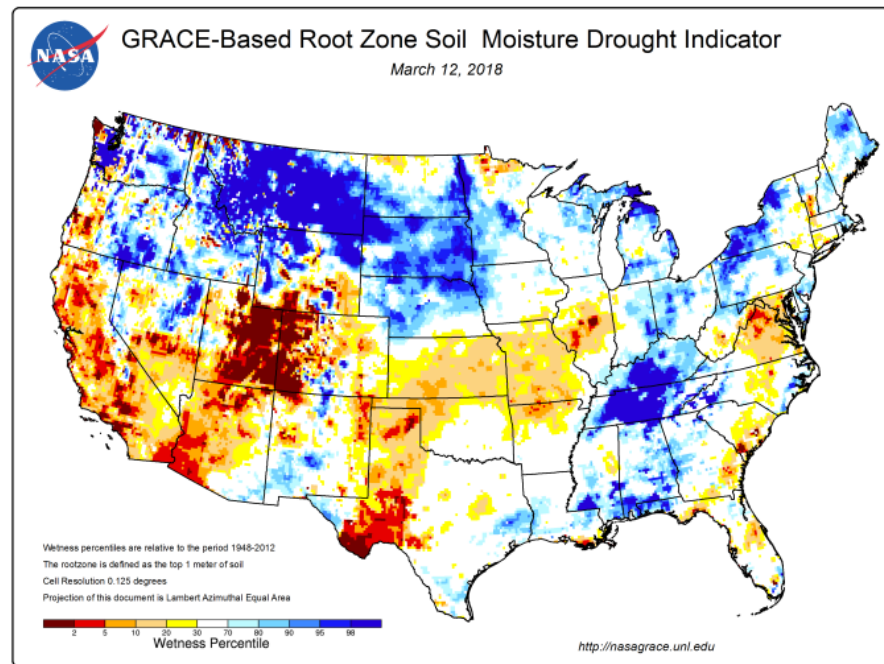 NASA
GRACE-Based Root Zone Soil Moisture Drought Indicator
March 12, 2018
Wetness percentiles are relative to the period 1948-2012
The rootzone is defined as the top 1 meter of soil
Cell Resolution 0.125 degrees
Projection of this document is Lambert Azimuthal Equal Area
2 5 10 20 30 70 80 90 95 98
Wetness Percentile
http://nasagrace.unl.edu